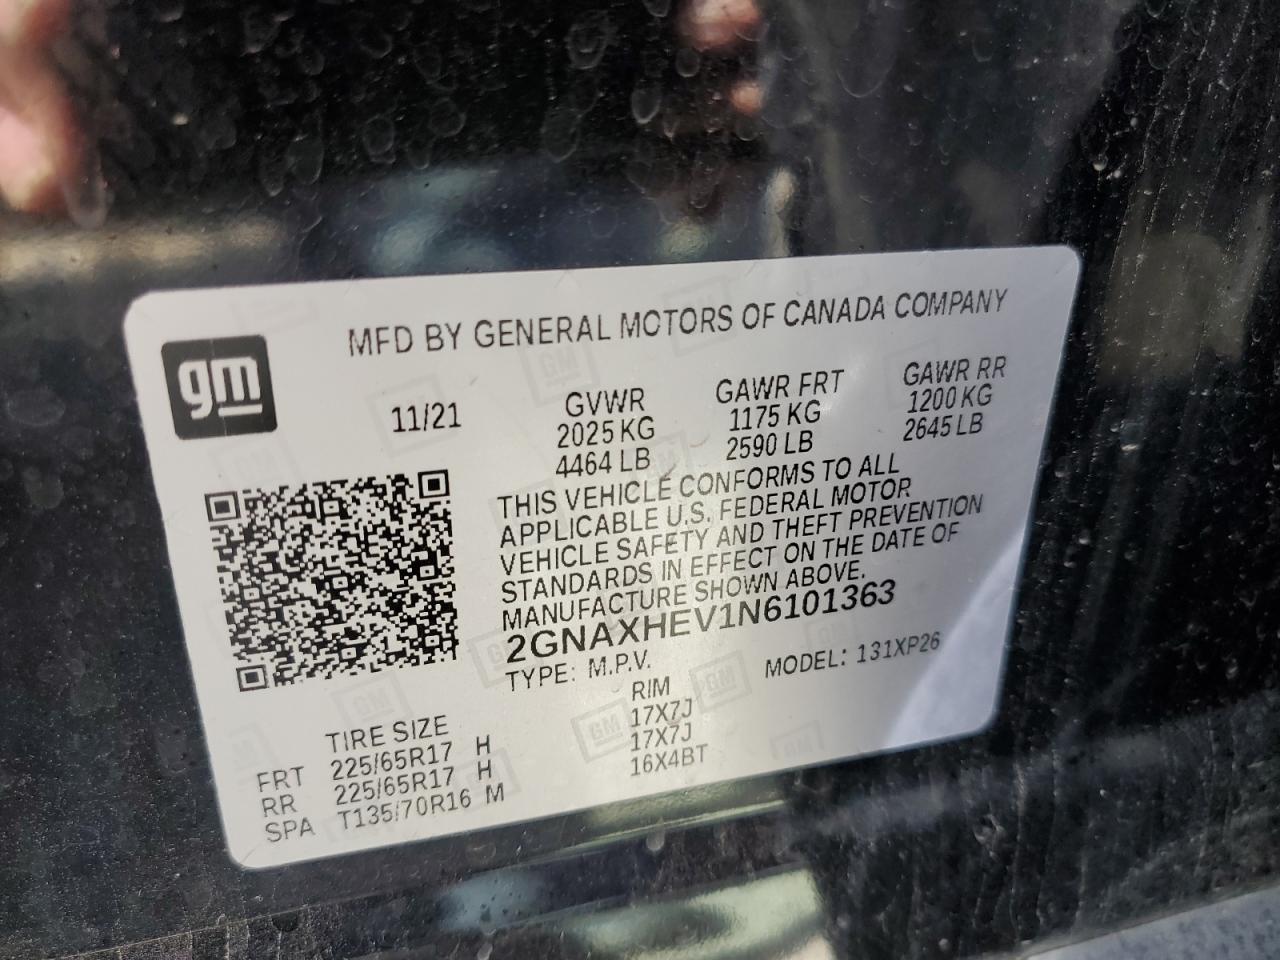 MFD BY GENERAL MOTORS OF CANADA COMPANY
gm
11/21
GVWR
2025 KG
4464 LB
GAWR FRT
1175 KG
2590 LB
GAWR RR
1200 KG
2645 LB
THIS VEHICLE CONFORMS TO ALL
APPLICABLE U.S. FEDERAL MOTOR
VEHICLE SAFETY AND THEFT PREVENTION
STANDARDS IN EFFECT ON THE DATE OF
MANUFACTURE SHOWN ABOVE.
2GNAXHEV1N6101363
TYPE: M.P.V. MODEL: 131XP26
TIRE SIZE RIM
FRT 225/65R17 H 17X7J
RR 225/65R17 H 17X7J
SPA T135/70R16 M 16X4BT